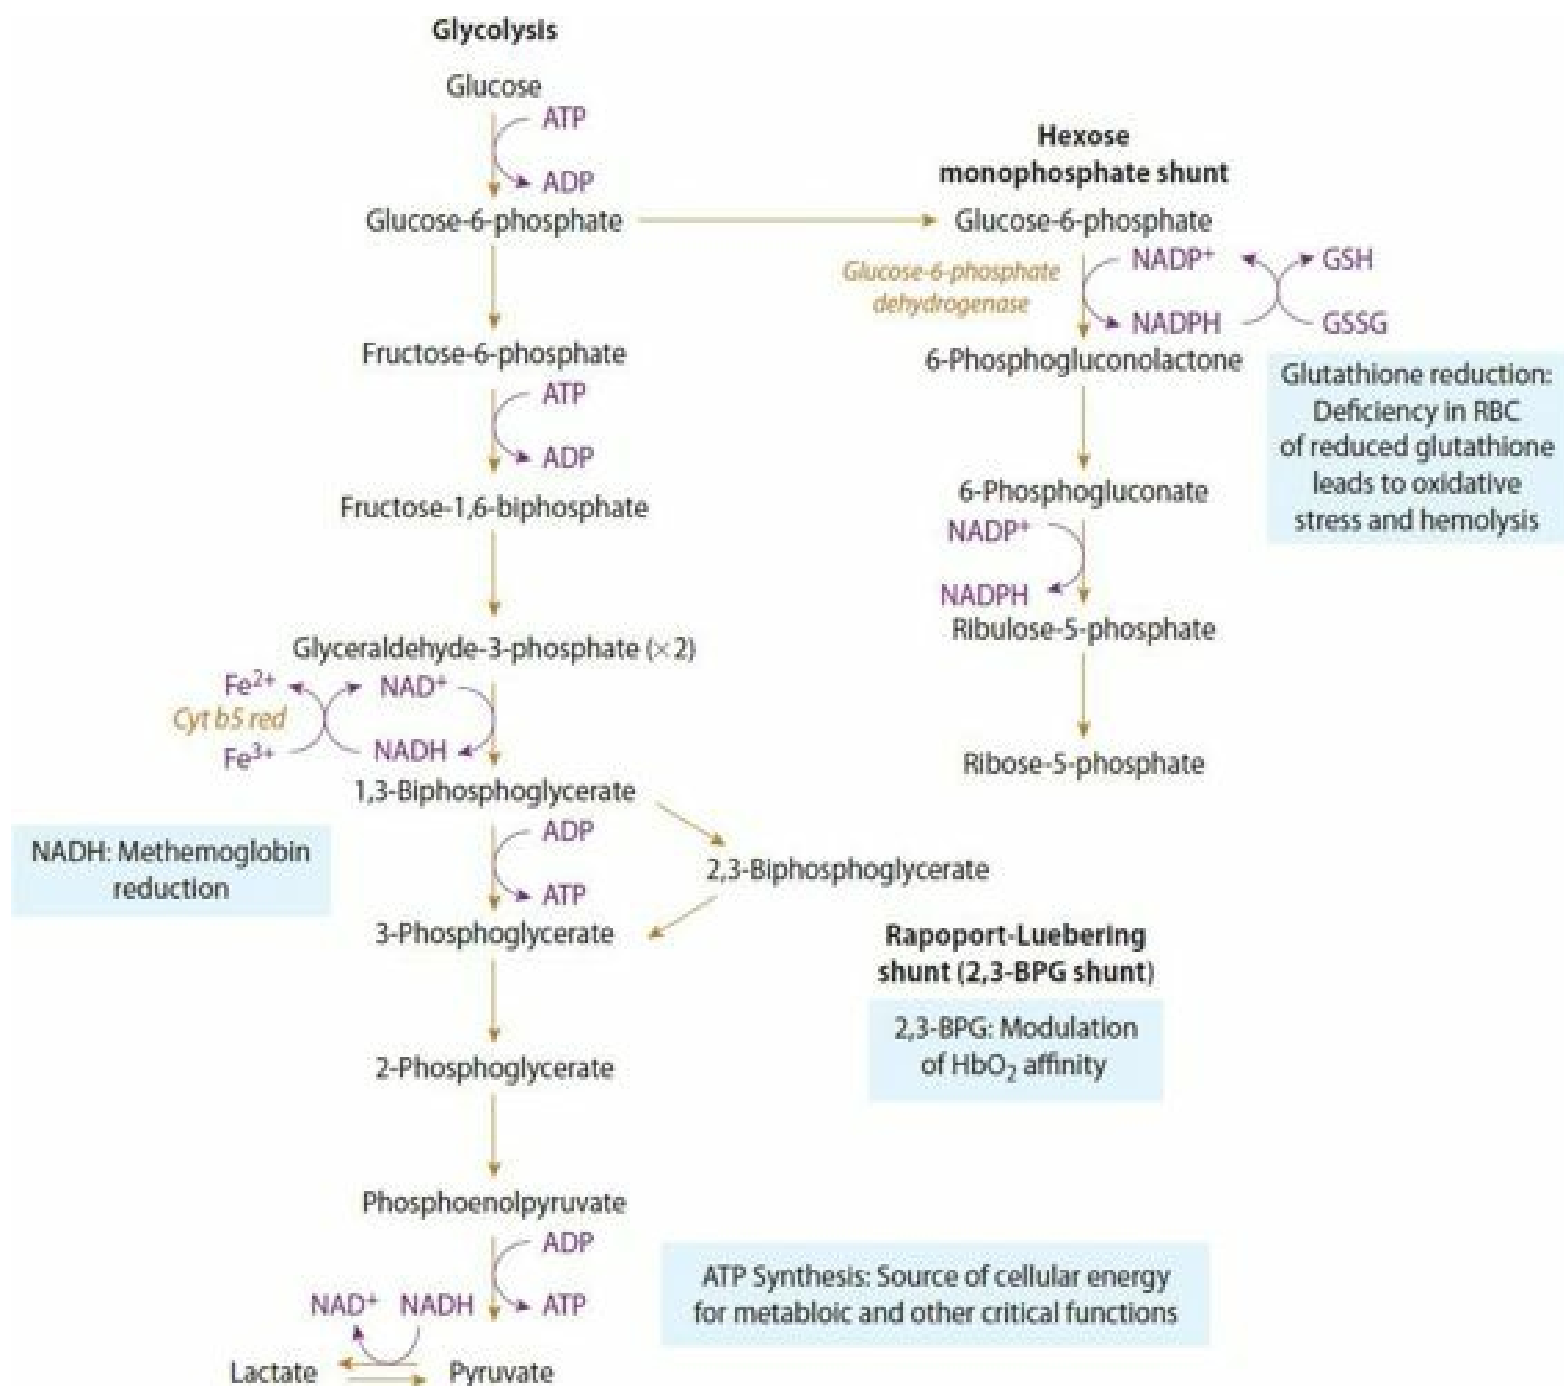 Glycolysis
Glucose
ATP
ADP
Glucose-6-phosphate
Fructose-6-phosphate
ATP
ADP
Fructose-1,6-biphosphate
Glyceraldehyde-3-phosphate (×2)
Fe2+
NAD+
Cyt b5 red
Fe3+
NADH
1,3-Biphosphoglycerate
NADH: Methemoglobin
reduction
ADP
ATP
2,3-Biphosphoglycerate
3-Phosphoglycerate
Rapoport-Luebering
shunt (2,3-BPG shunt)
2,3-BPG: Modulation
of HbO2 affinity
2-Phosphoglycerate
Phosphoenolpyruvate
ADP
ATP
NAD+ NADH
Lactate
Pyruvate
ATP Synthesis: Source of cellular energy
for metabloic and other critical functions
Hexose
monophosphate shunt
Glucose-6-phosphate
Glucose-6-phosphate
dehydrogenase
NADP+
GSH
NADPH
GSSG
6-Phosphogluconolactone
Glutathione reduction:
Deficiency in RBC
of reduced glutathione
leads to oxidative
stress and hemolysis
6-Phosphogluconate
NADP+
NADPH
Ribulose-5-phosphate
Ribose-5-phosphate